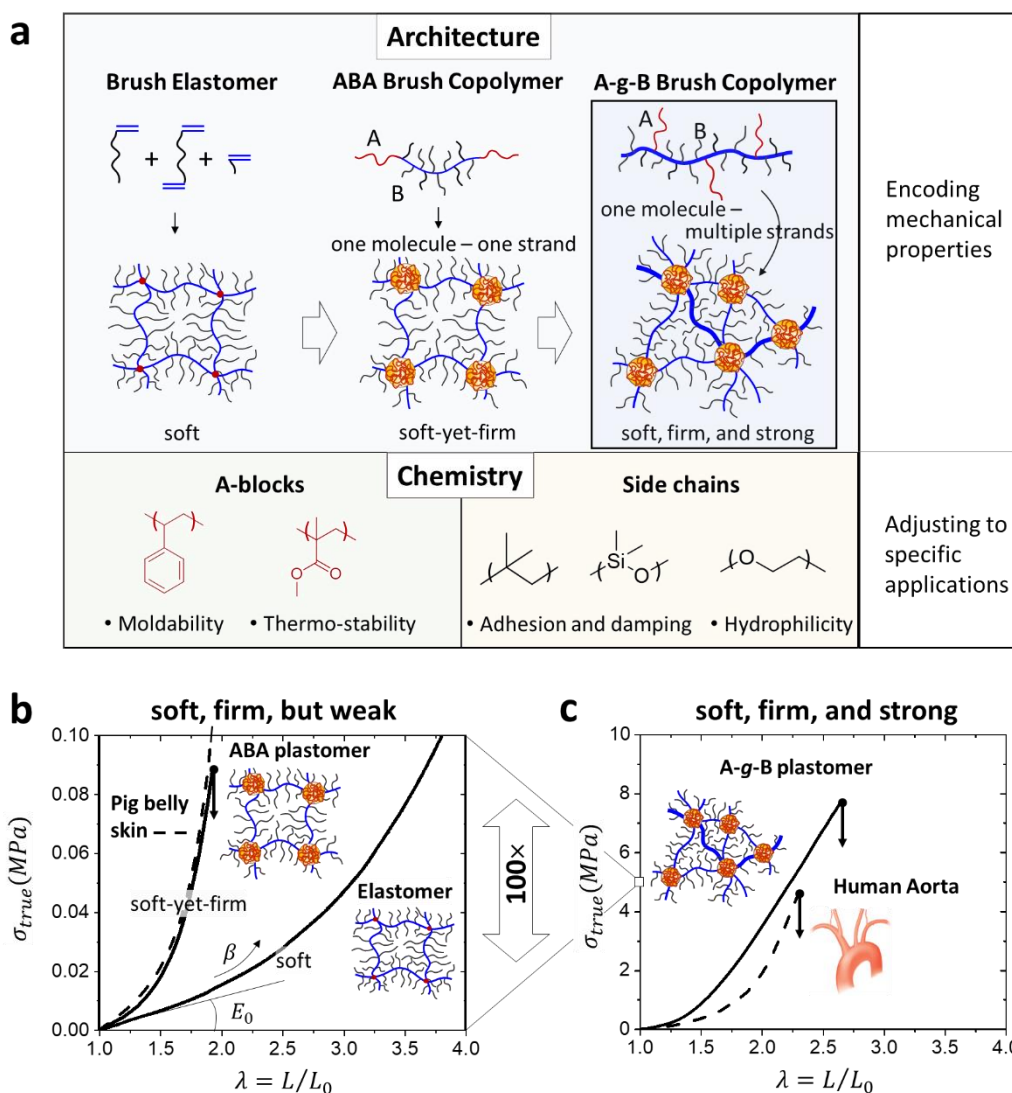 a
Architecture
Brush Elastomer
ABA Brush Copolymer
A-g-B Brush Copolymer
+ +
A
B
A
B
one molecule – one strand
one molecule –
multiple strands
soft
soft-yet-firm
soft, firm, and strong
Encoding
mechanical
properties
Chemistry
A-blocks
Side chains
O
O
Si
O
O
• Moldability
• Thermo-stability
• Adhesion and damping
• Hydrophilicity
Adjusting to
specific
applications
b
soft, firm, but weak
ABA plastomer
Pig belly
skin – –
soft-yet-firm
Elastomer
β
soft
E₀
σ_true (MPa)
0.10
0.08
0.06
0.04
0.02
0.00
1.0 1.5 2.0 2.5 3.0 3.5 4.0
λ = L/L₀
100×
c
soft, firm, and strong
A-g-B plastomer
Human Aorta
σ_true (MPa)
10
8
6
4
2
0
1.0 1.5 2.0 2.5 3.0 3.5 4.0
λ = L/L₀